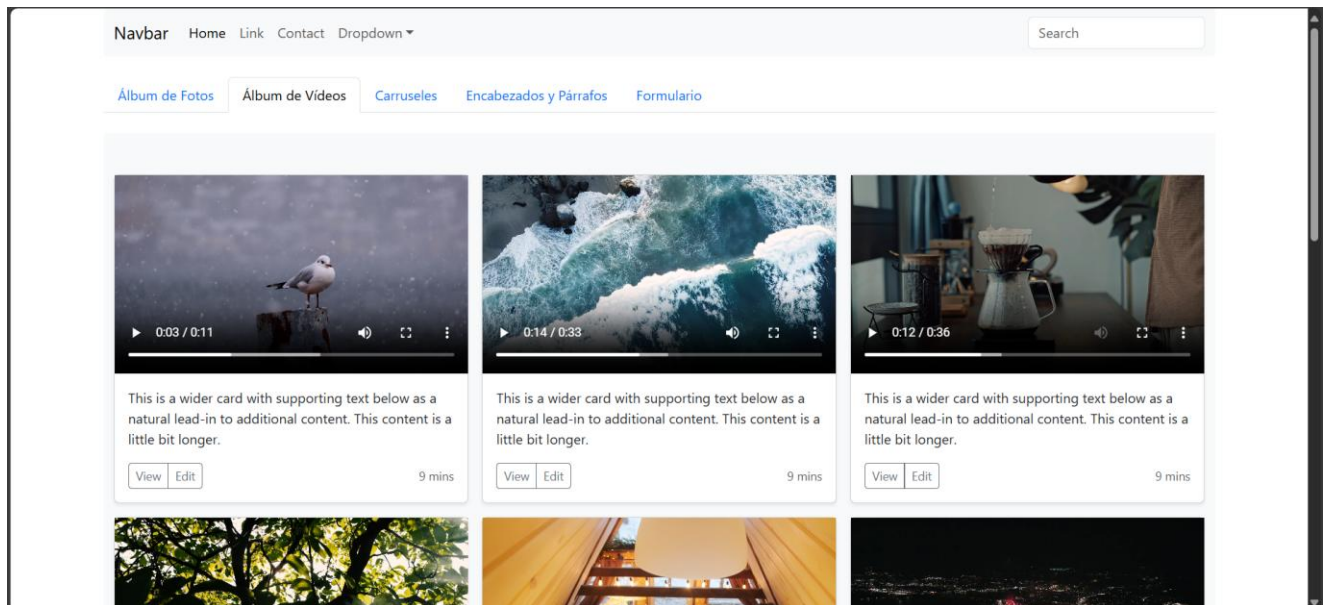 Navbar Home Link Contact Dropdown Search
Álbum de Fotos Álbum de Vídeos Carruseles Encabezados y Párrafos Formulario
0:03 / 0:11
0:14 / 0:33
0:12 / 0:36
This is a wider card with supporting text below as a
natural lead-in to additional content. This content is a
little bit longer.
View Edit 9 mins
This is a wider card with supporting text below as a
natural lead-in to additional content. This content is a
little bit longer.
View Edit 9 mins
This is a wider card with supporting text below as a
natural lead-in to additional content. This content is a
little bit longer.
View Edit 9 mins